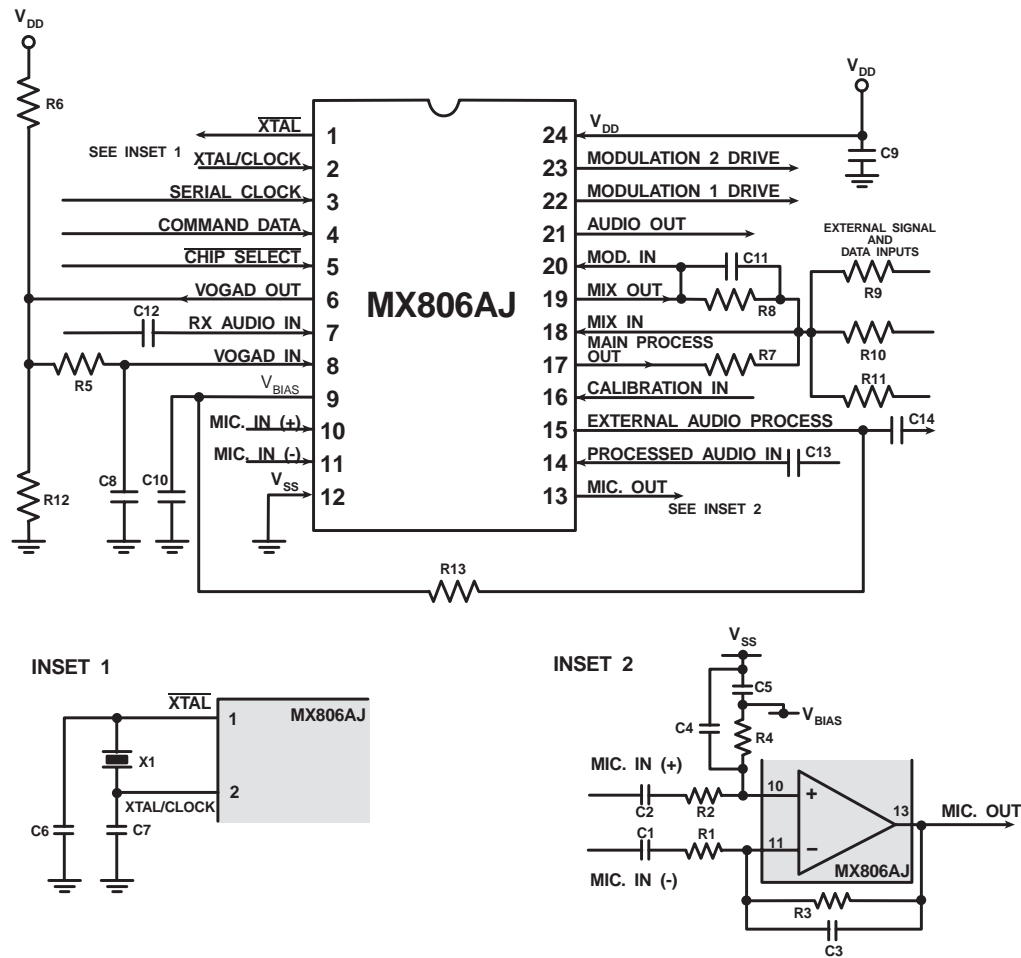 VDD
R6
SEE INSET 1
XTAL
XTAL/CLOCK
SERIAL CLOCK
COMMAND DATA
CHIP SELECT
VOGAD OUT
C12
RX AUDIO IN
VOGAD IN
R5
VBIAS
MIC. IN (+)
MIC. IN (-)
VSS
C8
C10
R12
1
2
3
4
5
6
7
8
9
10
11
12
MX806AJ
24
23
22
21
20
19
18
17
16
15
14
13
VDD
VDD
C9
MODULATION 2 DRIVE
MODULATION 1 DRIVE
AUDIO OUT
MOD. IN
C11
MIX OUT
R8
MIX IN
MAIN PROCESS
OUT
R7
CALIBRATION IN
EXTERNAL AUDIO PROCESS
C14
PROCESSED AUDIO IN
C13
MIC. OUT
SEE INSET 2
EXTERNAL SIGNAL
AND
DATA INPUTS
R9
R10
R11
R13
INSET 1
XTAL
1
MX806AJ
X1
2
XTAL/CLOCK
C6
C7
INSET 2
VSS
C5
VBIAS
C4
R4
MIC. IN (+)
C2
R2
10
+
C1
R1
11
–
13
MIC. OUT
MX806AJ
MIC. IN (-)
R3
C3